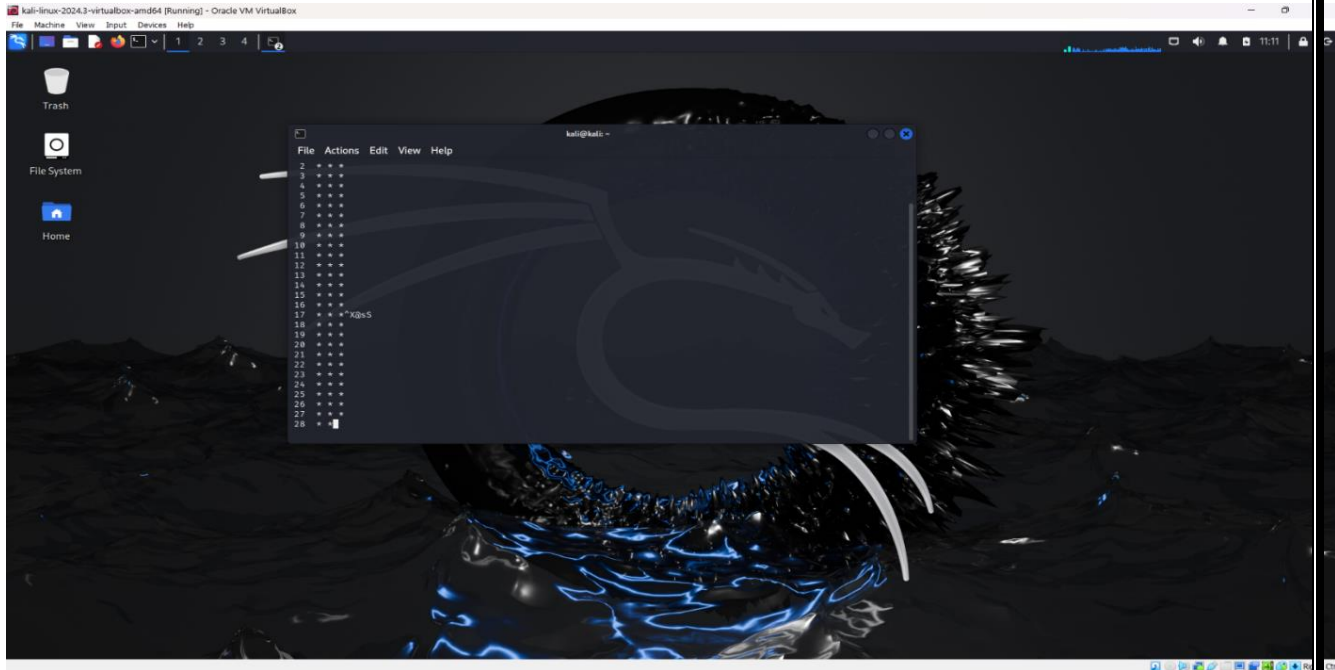 kali-linux-2024.3-virtualbox-amd64 [Running] - Oracle VM VirtualBox
File Machine View Input Devices Help
1 2 3 4
11:11
Trash
File System
Home
kali@kali: ~
File Actions Edit View Help
2 * * *
3 * * *
4 * * *
5 * * *
6 * * *
7 * * *
8 * * *
9 * * *
10 * * *
11 * * *
12 * * *
13 * * *
14 * * *
15 * * *
16 * * *
17 * * *^X@sS
18 * * *
19 * * *
20 * * *
21 * * *
22 * * *
23 * * *
24 * * *
25 * * *
26 * * *
27 * * *
28 * *